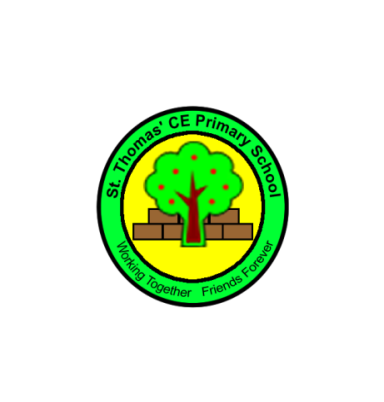 St. Thomas' CE Primary School
Working Together Friends Forever